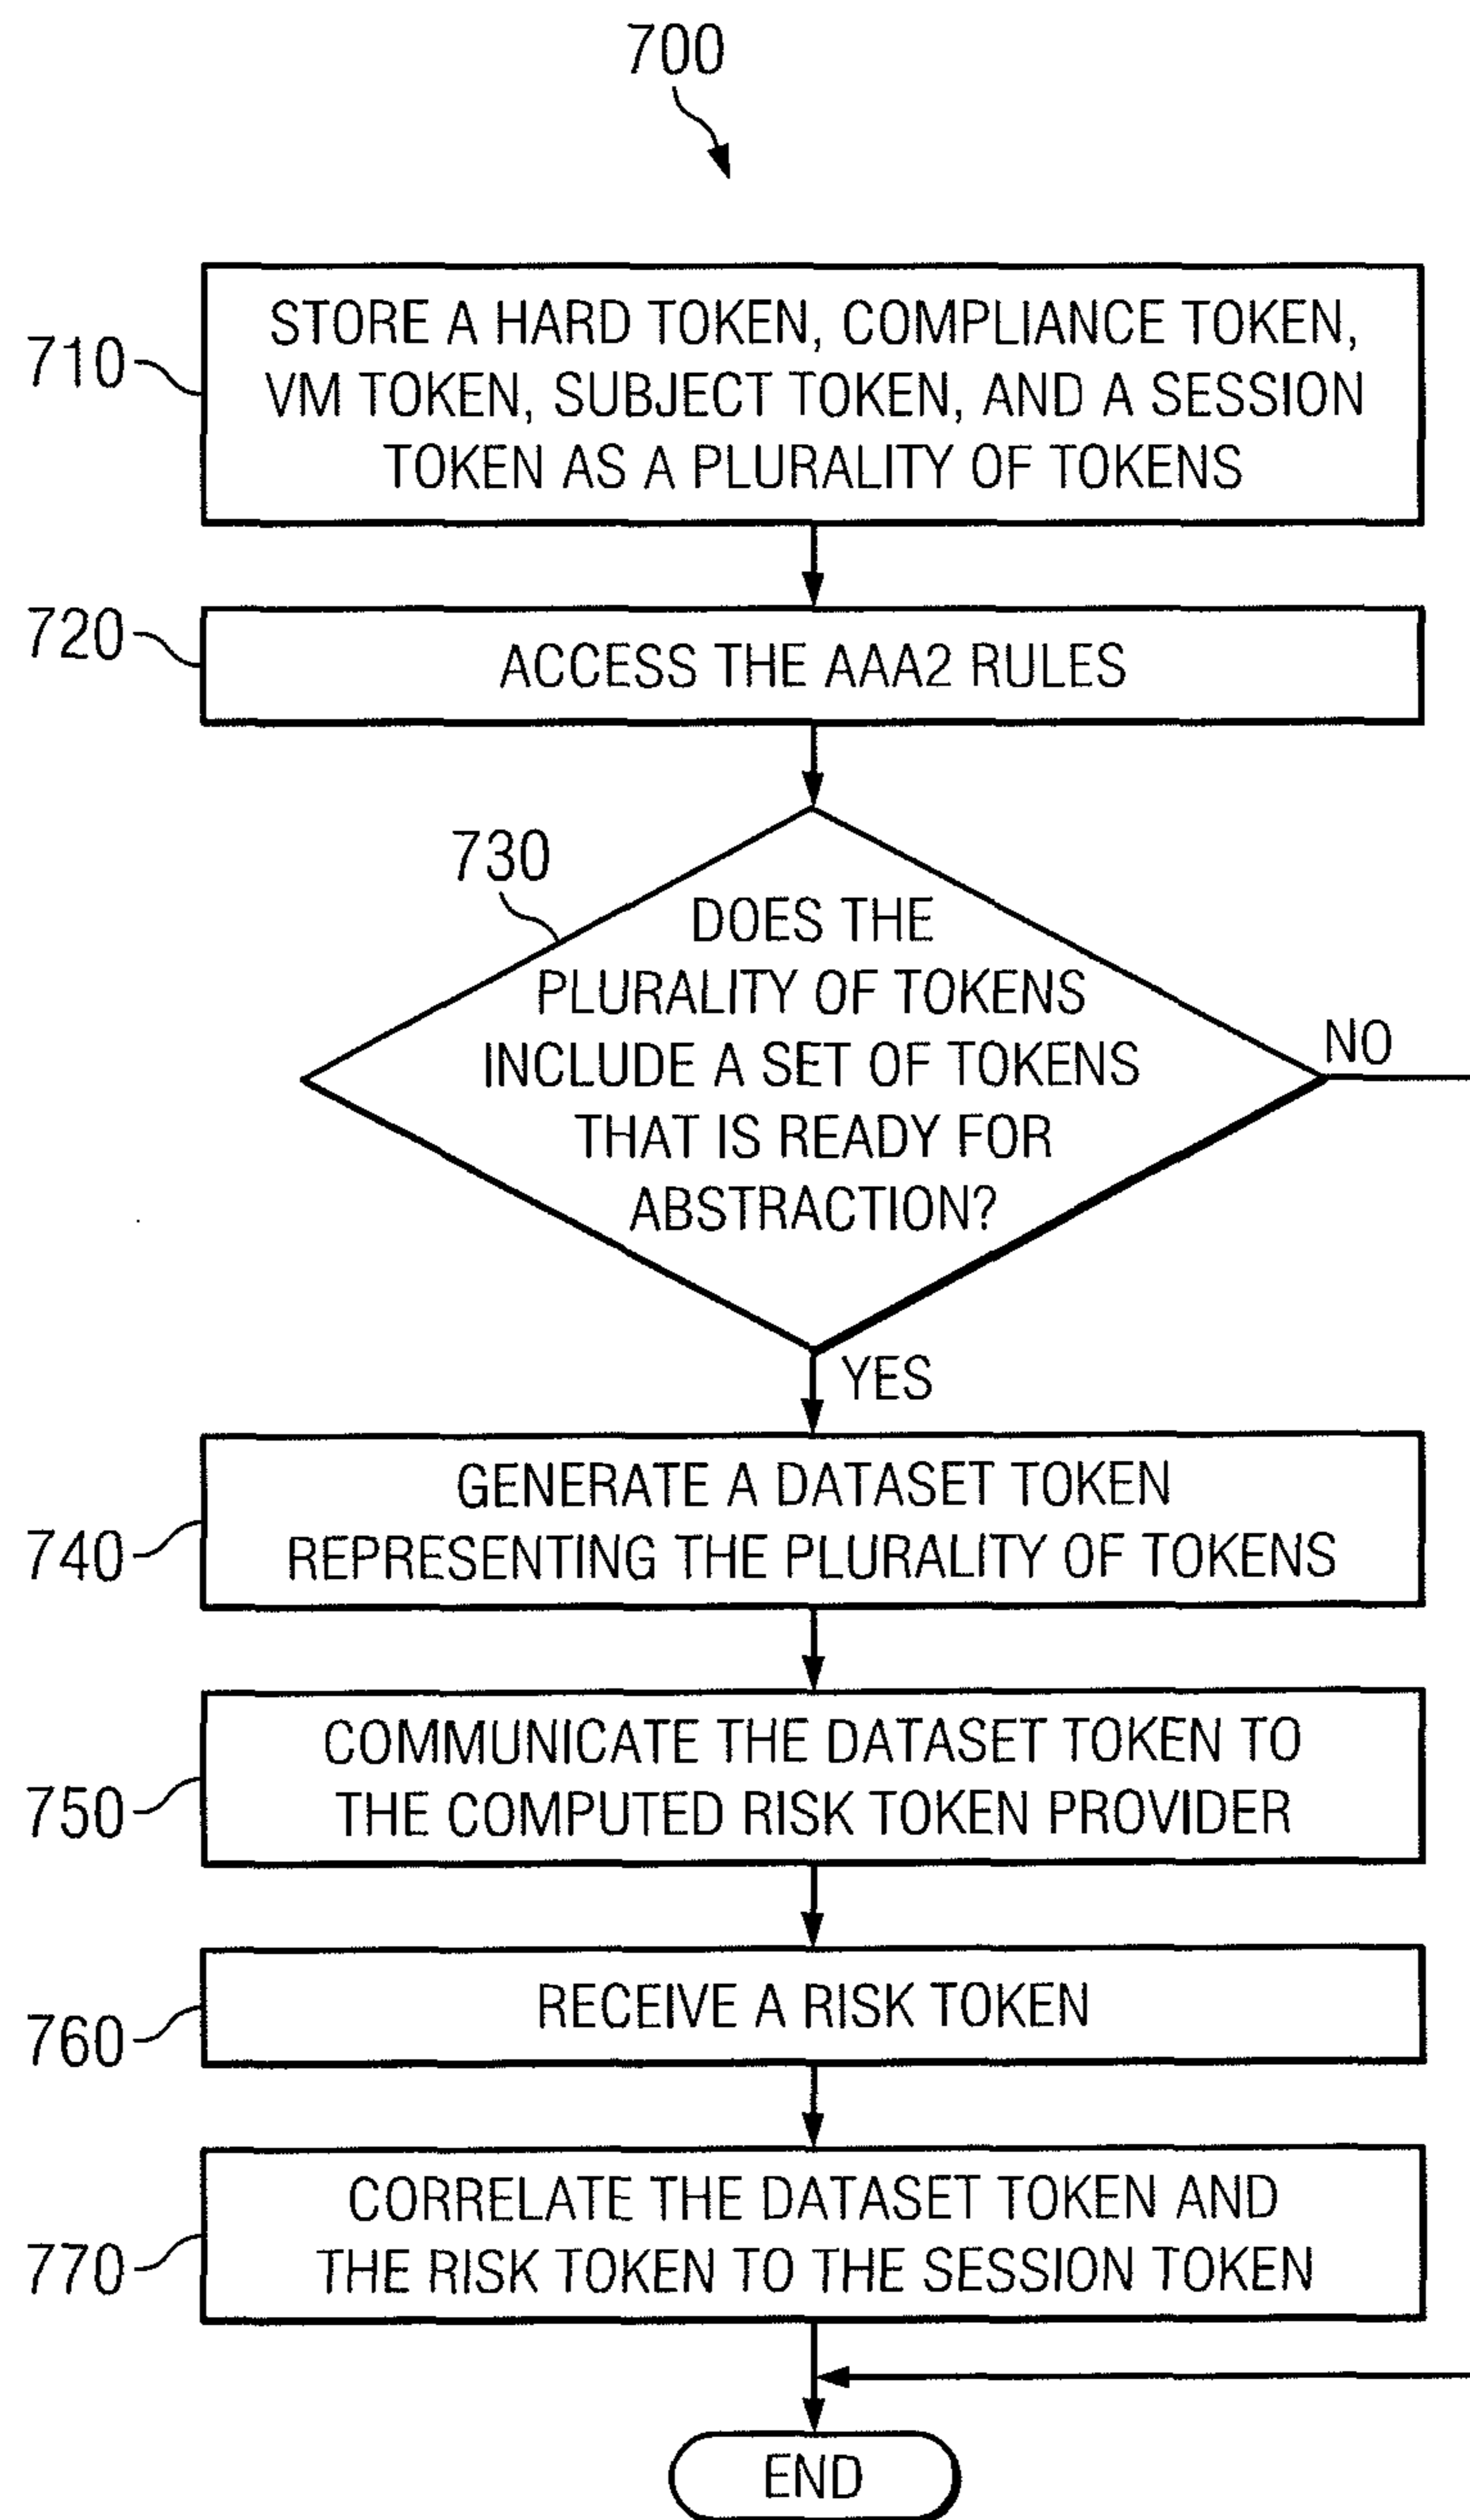 700
710
STORE A HARD TOKEN, COMPLIANCE TOKEN,
VM TOKEN, SUBJECT TOKEN, AND A SESSION
TOKEN AS A PLURALITY OF TOKENS
720
ACCESS THE AAA2 RULES
730
DOES THE
PLURALITY OF TOKENS
INCLUDE A SET OF TOKENS
THAT IS READY FOR
ABSTRACTION?
NO
YES
740
GENERATE A DATASET TOKEN
REPRESENTING THE PLURALITY OF TOKENS
750
COMMUNICATE THE DATASET TOKEN TO
THE COMPUTED RISK TOKEN PROVIDER
760
RECEIVE A RISK TOKEN
770
CORRELATE THE DATASET TOKEN AND
THE RISK TOKEN TO THE SESSION TOKEN
END